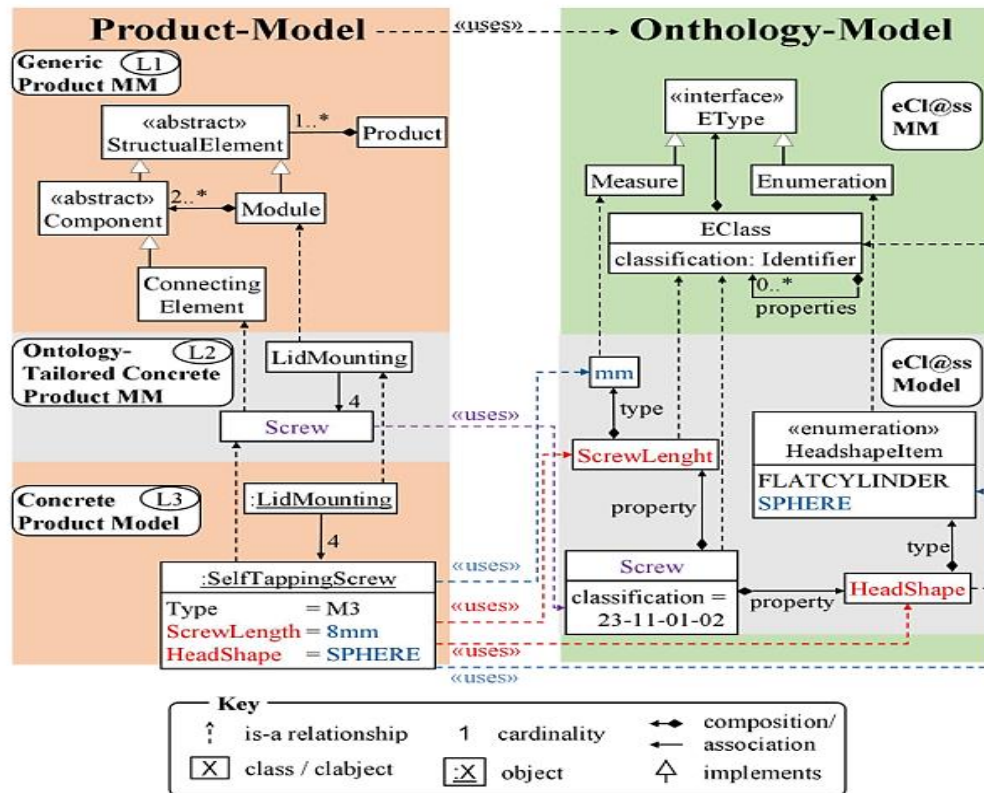 Product-Model
«uses»
Onthology-Model
Generic
Product MM
L1
«abstract»
StructualElement
1..*
Product
«abstract»
Component
2..*
Module
Connecting
Element
«interface»
EType
eCl@ss
MM
Measure
Enumeration
EClass
classification: Identifier
0..*
properties
Ontology-
Tailored Concrete
Product MM
L2
LidMounting
4
Screw
«uses»
«uses»
mm
type
ScrewLenght
property
eCl@ss
Model
«enumeration»
HeadshapeItem
FLATCYLINDER
SPHERE
type
Concrete
Product Model
L3
:LidMounting
4
:SelfTappingScrew
Type = M3
ScrewLength = 8mm
HeadShape = SPHERE
«uses»
«uses»
«uses»
«uses»
Screw
classification =
23-11-01-02
property
HeadShape
Key
is-a relationship
1 cardinality
composition/
association
X class / clabject
:X object
implements